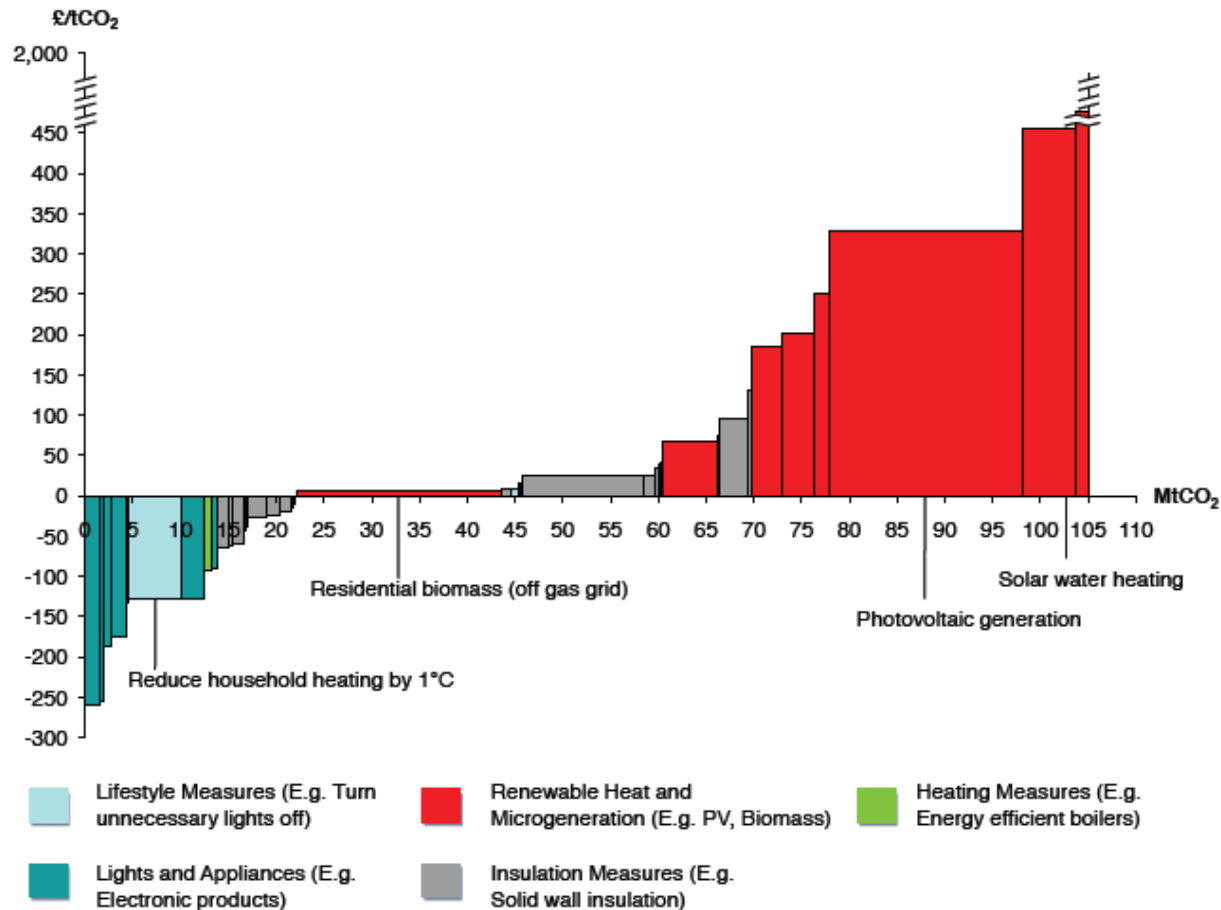 £/tCO₂
2,000
450
400
350
300
250
200
150
100
50
0
-50
-100
-150
-200
-250
-300
0 5 10 15 20 25 30 35 40 45 50 55 60 65 70 75 80 85 90 95 100 105 110
MtCO₂
Residential biomass (off gas grid)
Solar water heating
Photovoltaic generation
Reduce household heating by 1°C
Lifestyle Measures (E.g. Turn
unnecessary lights off)
Renewable Heat and
Microgeneration (E.g. PV, Biomass)
Heating Measures (E.g.
Energy efficient boilers)
Lights and Appliances (E.g.
Electronic products)
Insulation Measures (E.g.
Solid wall insulation)